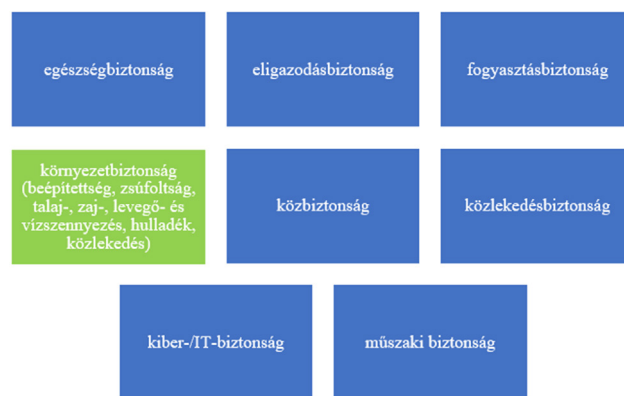 egészségbiztonság
eligazodásbiztonság
fogyasztásbiztonság
környezetbiztonság
(beépítettség, zsúfoltság,
talaj-, zaj-, levegő- és
vízszennyezés, hulladék,
közlekedés)
közbiztonság
közlekedésbiztonság
kiber-/IT-biztonság
műszaki biztonság